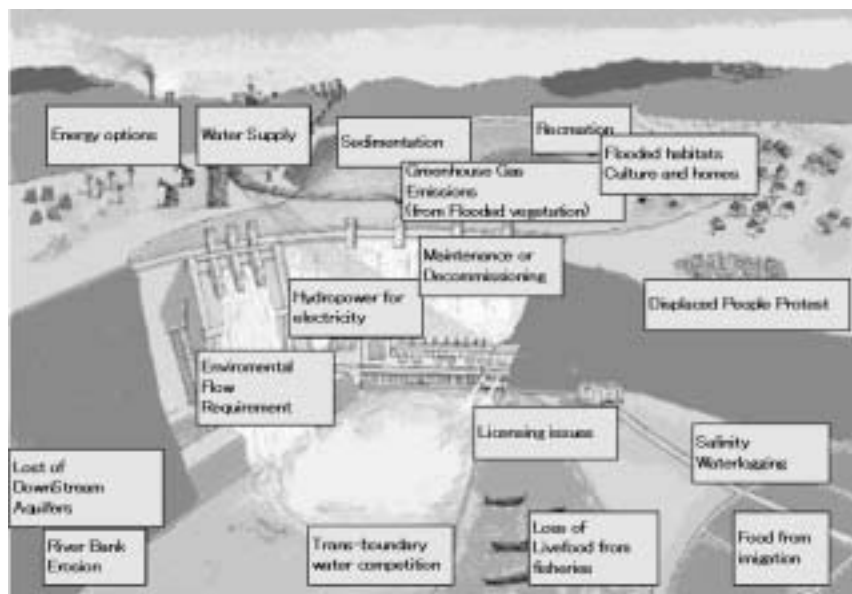 Energy options
Water Supply
Sedimentation
Recreation
Flooded habitats
Culture and homes
Greenhouse Gas
Emissions
(from Flooded vegetation)
Maintenance or
Decommissioning
Hydropower for
electricity
Displaced People Protest
Enviromental
Flow
Requirement
Licensing issues
Salinity
Waterlogging
Lost of
DownStream
Aquifers
River Bank
Erosion
Trans-boundary
water competition
Loss of
Livefood from
fisheries
Food from
irrigation